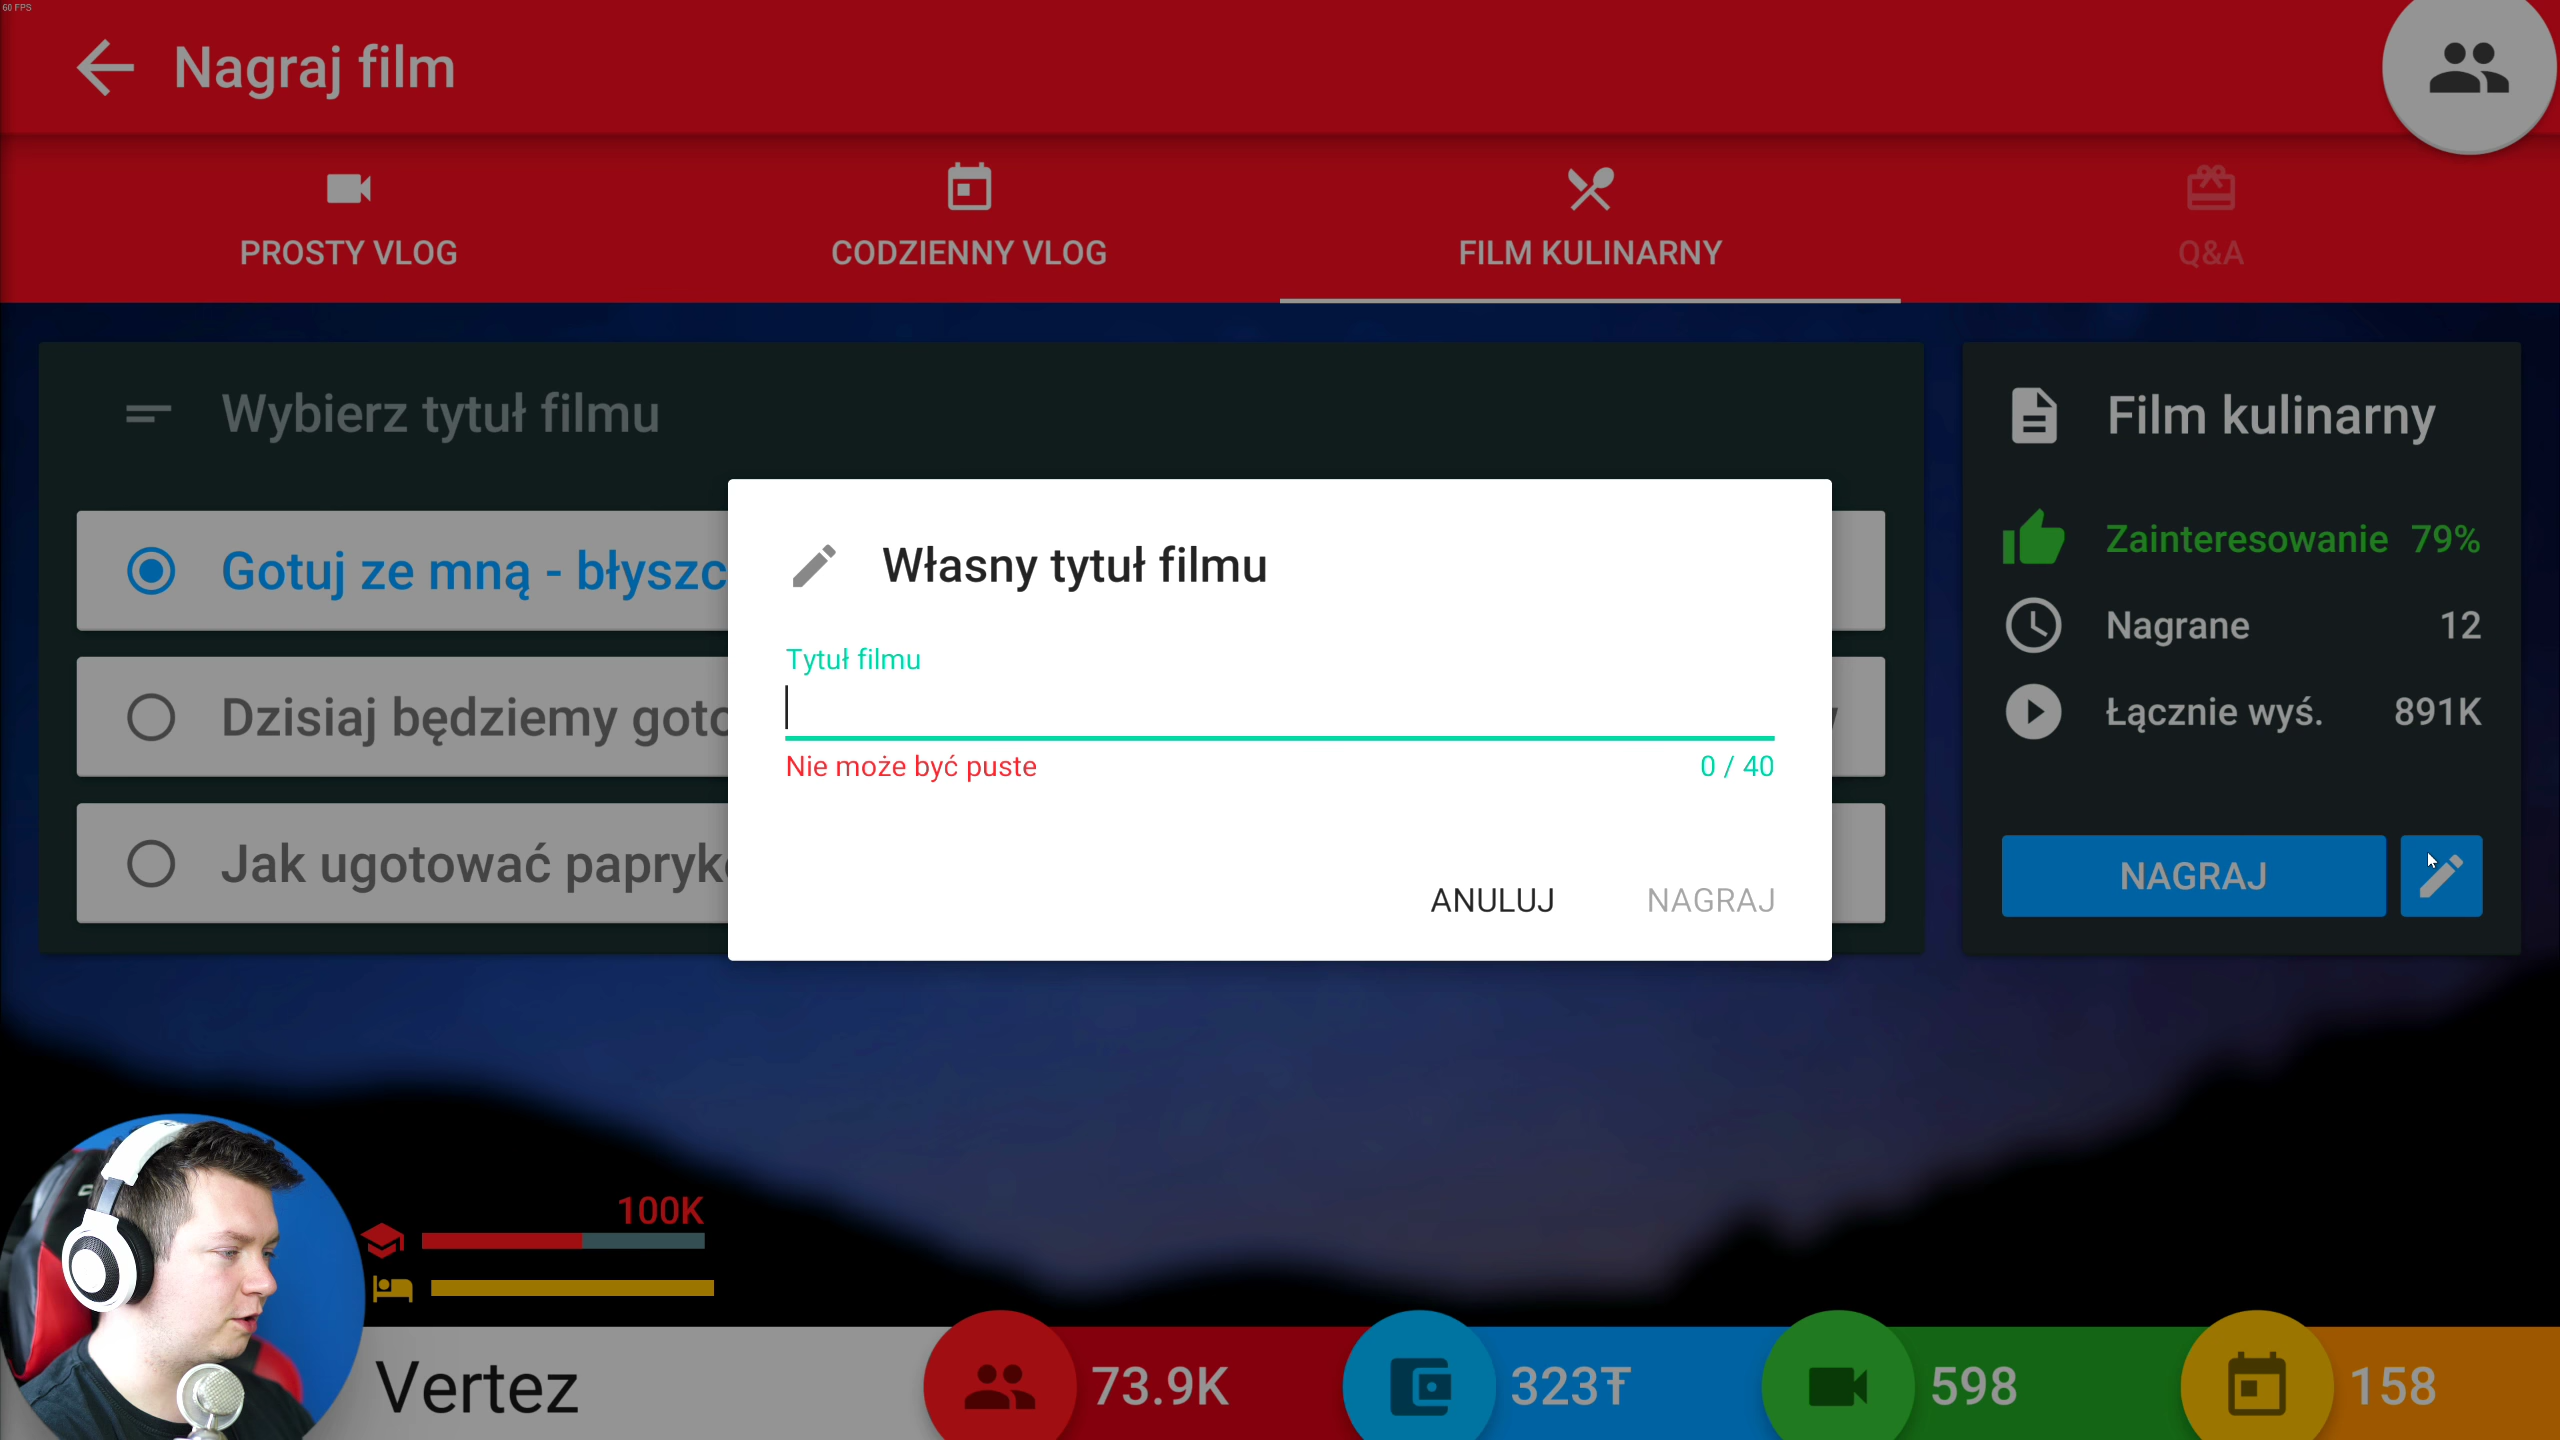 60 FPS
Nagraj film
PROSTY VLOG
CODZIENNY VLOG
FILM KULINARNY
Q&A
Wybierz tytuł filmu
Gotuj ze mną - błyszc
Dzisiaj będziemy goto
Jak ugotować papryk
Własny tytuł filmu
Tytuł filmu
Nie może być puste
0 / 40
ANULUJ
NAGRAJ
Film kulinarny
Zainteresowanie 79%
Nagrane 12
Łącznie wyś. 891K
NAGRAJ
100K
Vertez
73.9K
323Ŧ
598
158